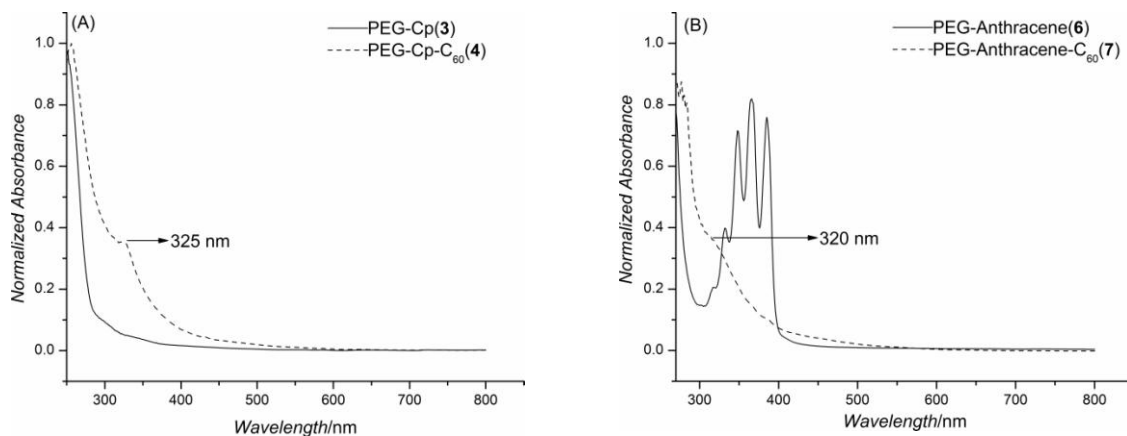 (A)
PEG-Cp(3)
PEG-Cp-C60(4)
1.0
0.8
0.6
0.4
0.2
0.0
Normalized Absorbance
325 nm
300 400 500 600 700 800
Wavelength/nm
(B)
PEG-Anthracene(6)
PEG-Anthracene-C60(7)
1.0
0.8
0.6
0.4
0.2
0.0
Normalized Absorbance
320 nm
300 400 500 600 700 800
Wavelength/nm